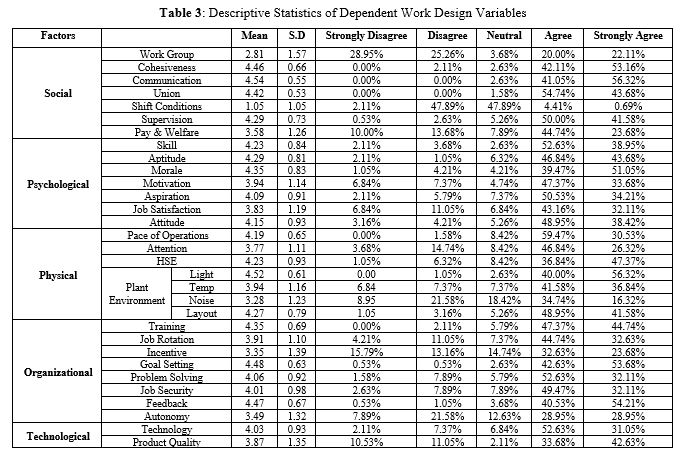 Table 3: Descriptive Statistics of Dependent Work Design Variables
Factors Mean S.D Strongly Disagree Disagree Neutral Agree Strongly Agree
Social
Work Group 2.81 1.57 28.95% 25.26% 3.68% 20.00% 22.11%
Cohesiveness 4.46 0.66 0.00% 2.11% 2.63% 42.11% 53.16%
Communication 4.54 0.55 0.00% 0.00% 2.63% 41.05% 56.32%
Union 4.42 0.53 0.00% 0.00% 1.58% 54.74% 43.68%
Shift Conditions 1.05 1.05 2.11% 47.89% 47.89% 4.41% 0.69%
Supervision 4.29 0.73 0.53% 2.63% 5.26% 50.00% 41.58%
Pay & Welfare 3.58 1.26 10.00% 13.68% 7.89% 44.74% 23.68%
Psychological
Skill 4.23 0.84 2.11% 3.68% 2.63% 52.63% 38.95%
Aptitude 4.29 0.81 2.11% 1.05% 6.32% 46.84% 43.68%
Morale 4.35 0.83 1.05% 4.21% 4.21% 39.47% 51.05%
Motivation 3.94 1.14 6.84% 7.37% 4.74% 47.37% 33.68%
Aspiration 4.09 0.91 2.11% 5.79% 7.37% 50.53% 34.21%
Job Satisfaction 3.83 1.19 6.84% 11.05% 6.84% 43.16% 32.11%
Attitude 4.15 0.93 3.16% 4.21% 5.26% 48.95% 38.42%
Physical
Pace of Operations 4.19 0.65 0.00% 1.58% 8.42% 59.47% 30.53%
Attention 3.77 1.11 3.68% 14.74% 8.42% 46.84% 26.32%
HSE 4.23 0.93 1.05% 6.32% 8.42% 36.84% 47.37%
Plant Environment
Light 4.52 0.61 0.00 1.05% 2.63% 40.00% 56.32%
Temp 3.94 1.16 6.84 7.37% 7.37% 41.58% 36.84%
Noise 3.28 1.23 8.95 21.58% 18.42% 34.74% 16.32%
Layout 4.27 0.79 1.05 3.16% 5.26% 48.95% 41.58%
Organizational
Training 4.35 0.69 0.00% 2.11% 5.79% 47.37% 44.74%
Job Rotation 3.91 1.10 4.21% 11.05% 7.37% 44.74% 32.63%
Incentive 3.35 1.39 15.79% 13.16% 14.74% 32.63% 23.68%
Goal Setting 4.48 0.63 0.53% 0.53% 2.63% 42.63% 53.68%
Problem Solving 4.06 0.92 1.58% 7.89% 5.79% 52.63% 32.11%
Job Security 4.01 0.98 2.63% 7.89% 7.89% 49.47% 32.11%
Feedback 4.47 0.67 0.53% 1.05% 3.68% 40.53% 54.21%
Autonomy 3.49 1.32 7.89% 21.58% 12.63% 28.95% 28.95%
Technological
Technology 4.03 0.93 2.11% 7.37% 6.84% 52.63% 31.05%
Product Quality 3.87 1.35 10.53% 11.05% 2.11% 33.68% 42.63%